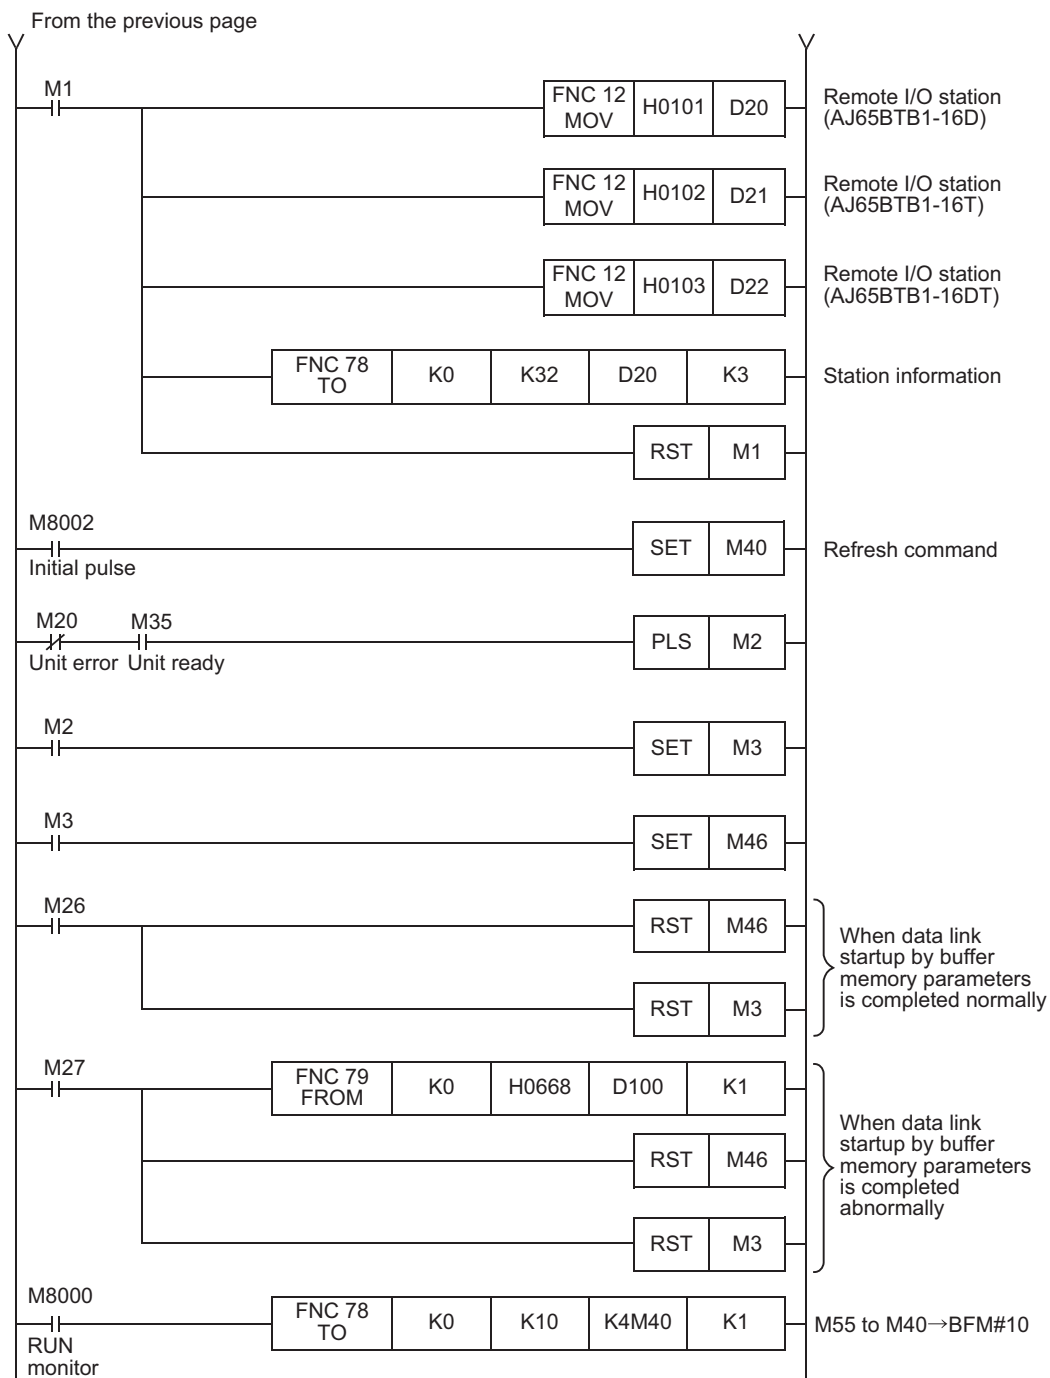 From the previous page
M1
FNC 12
MOV
H0101
D20
Remote I/O station
(AJ65BTB1-16D)
FNC 12
MOV
H0102
D21
Remote I/O station
(AJ65BTB1-16T)
FNC 12
MOV
H0103
D22
Remote I/O station
(AJ65BTB1-16DT)
FNC 78
TO
K0
K32
D20
K3
Station information
RST
M1
M8002
Initial pulse
SET
M40
Refresh command
M20
Unit error
M35
Unit ready
PLS
M2
M2
SET
M3
M3
SET
M46
M26
RST
M46
RST
M3
When data link
startup by buffer
memory parameters
is completed normally
M27
FNC 79
FROM
K0
H0668
D100
K1
RST
M46
RST
M3
When data link
startup by buffer
memory parameters
is completed
abnormally
M8000
RUN
monitor
FNC 78
TO
K0
K10
K4M40
K1
M55 to M40→BFM#10